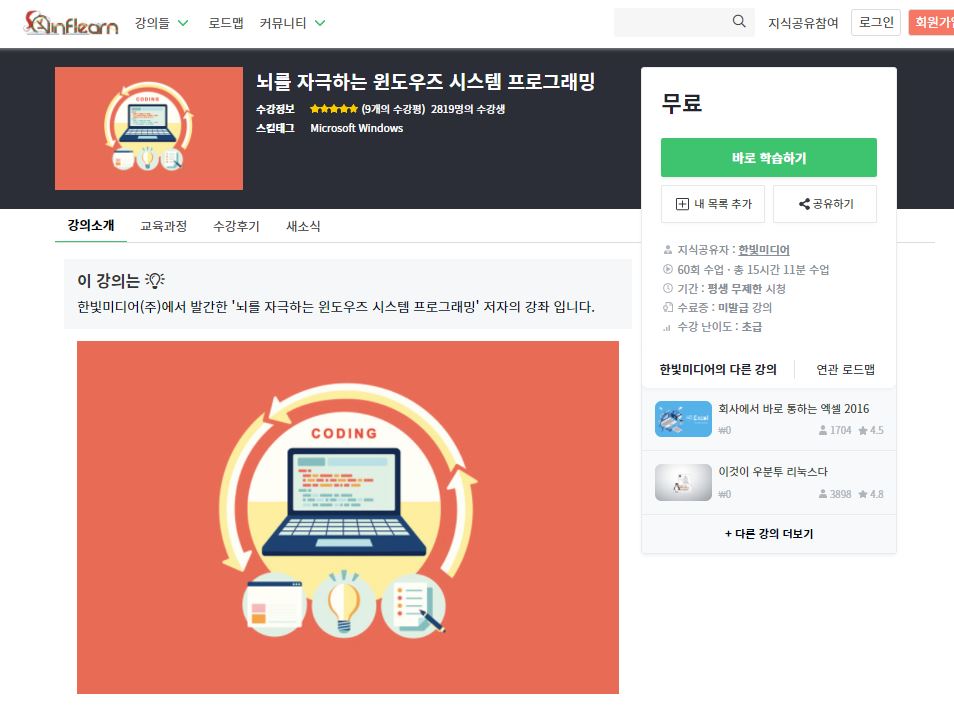 inflearn
강의들
로드맵
커뮤니티
지식공유참여
로그인
뇌를 자극하는 윈도우즈 시스템 프로그래밍
수강정보 ★★★★★ (9개의 수강평) 2819명의 수강생
스킬태그 Microsoft Windows
CODING
무료
바로 학습하기
내 목록 추가
공유하기
지식공유자 : 한빛미디어
60회 수업 · 총 15시간 11분 수업
기간 : 평생 무제한 시청
수료증 : 미발급 강의
수강 난이도 : 초급
한빛미디어의 다른 강의
연관 로드맵
회사에서 바로 통하는 엑셀 2016
₩0 1704 ★ 4.5
이것이 우분투 리눅스다
₩0 3898 ★ 4.8
+ 다른 강의 더보기
강의소개
교육과정
수강후기
새소식
이 강의는
한빛미디어(주)에서 발간한 '뇌를 자극하는 윈도우즈 시스템 프로그래밍' 저자의 강좌 입니다.
CODING